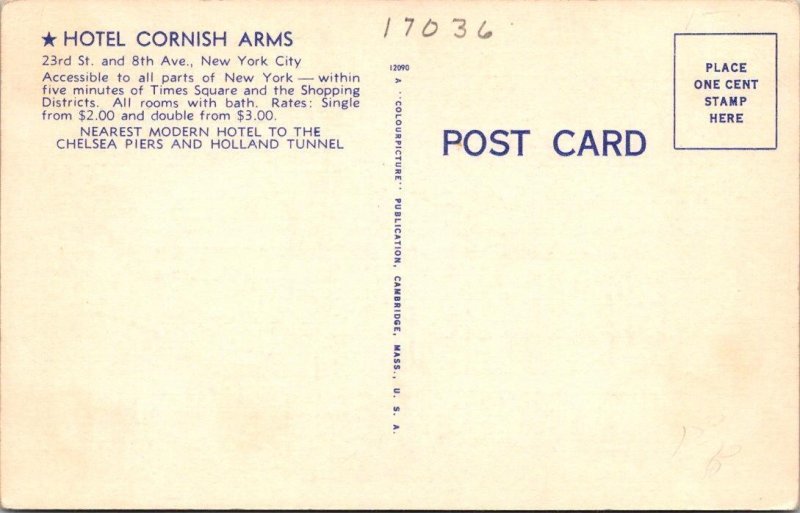 17036
★ HOTEL CORNISH ARMS
23rd St. and 8th Ave., New York City
Accessible to all parts of New York — within
five minutes of Times Square and the Shopping
Districts. All rooms with bath. Rates: Single
from $2.00 and double from $3.00.
NEAREST MODERN HOTEL TO THE
CHELSEA PIERS AND HOLLAND TUNNEL
12090
A "COLOURPICTURE" PUBLICATION, CAMBRIDGE, MASS., U. S. A.
POST CARD
PLACE
ONE CENT
STAMP
HERE